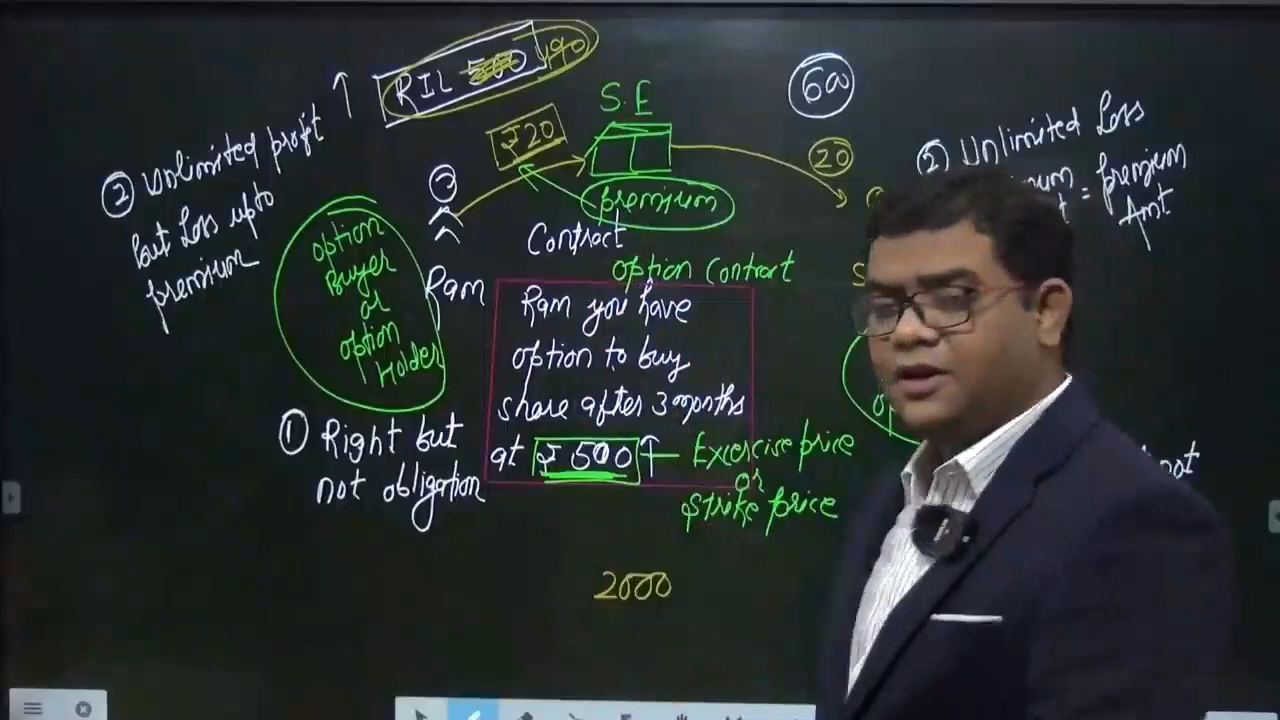 RIL 500 490
S.E
600
₹20
20
② Unlimited profit ↑
but Loss upto
premium
② Unlimited Loss
= premium
Amt
premium
Contract
option contract
option
Buyer
or
option
Holder
Ram
Ram you have
option to buy
share after 3 months
at ₹500 ↑
Exercise price
or
strike price
① Right but
not obligation
not
2000